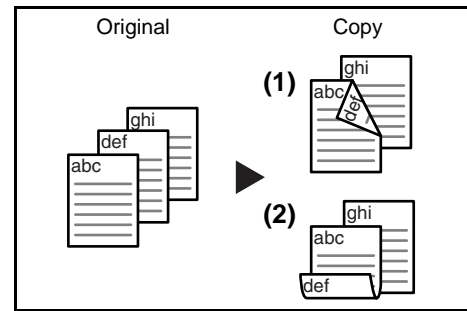 Original
Copy
ghi
def
abc
(1)
ghi
abc
def
(2)
ghi
abc
def